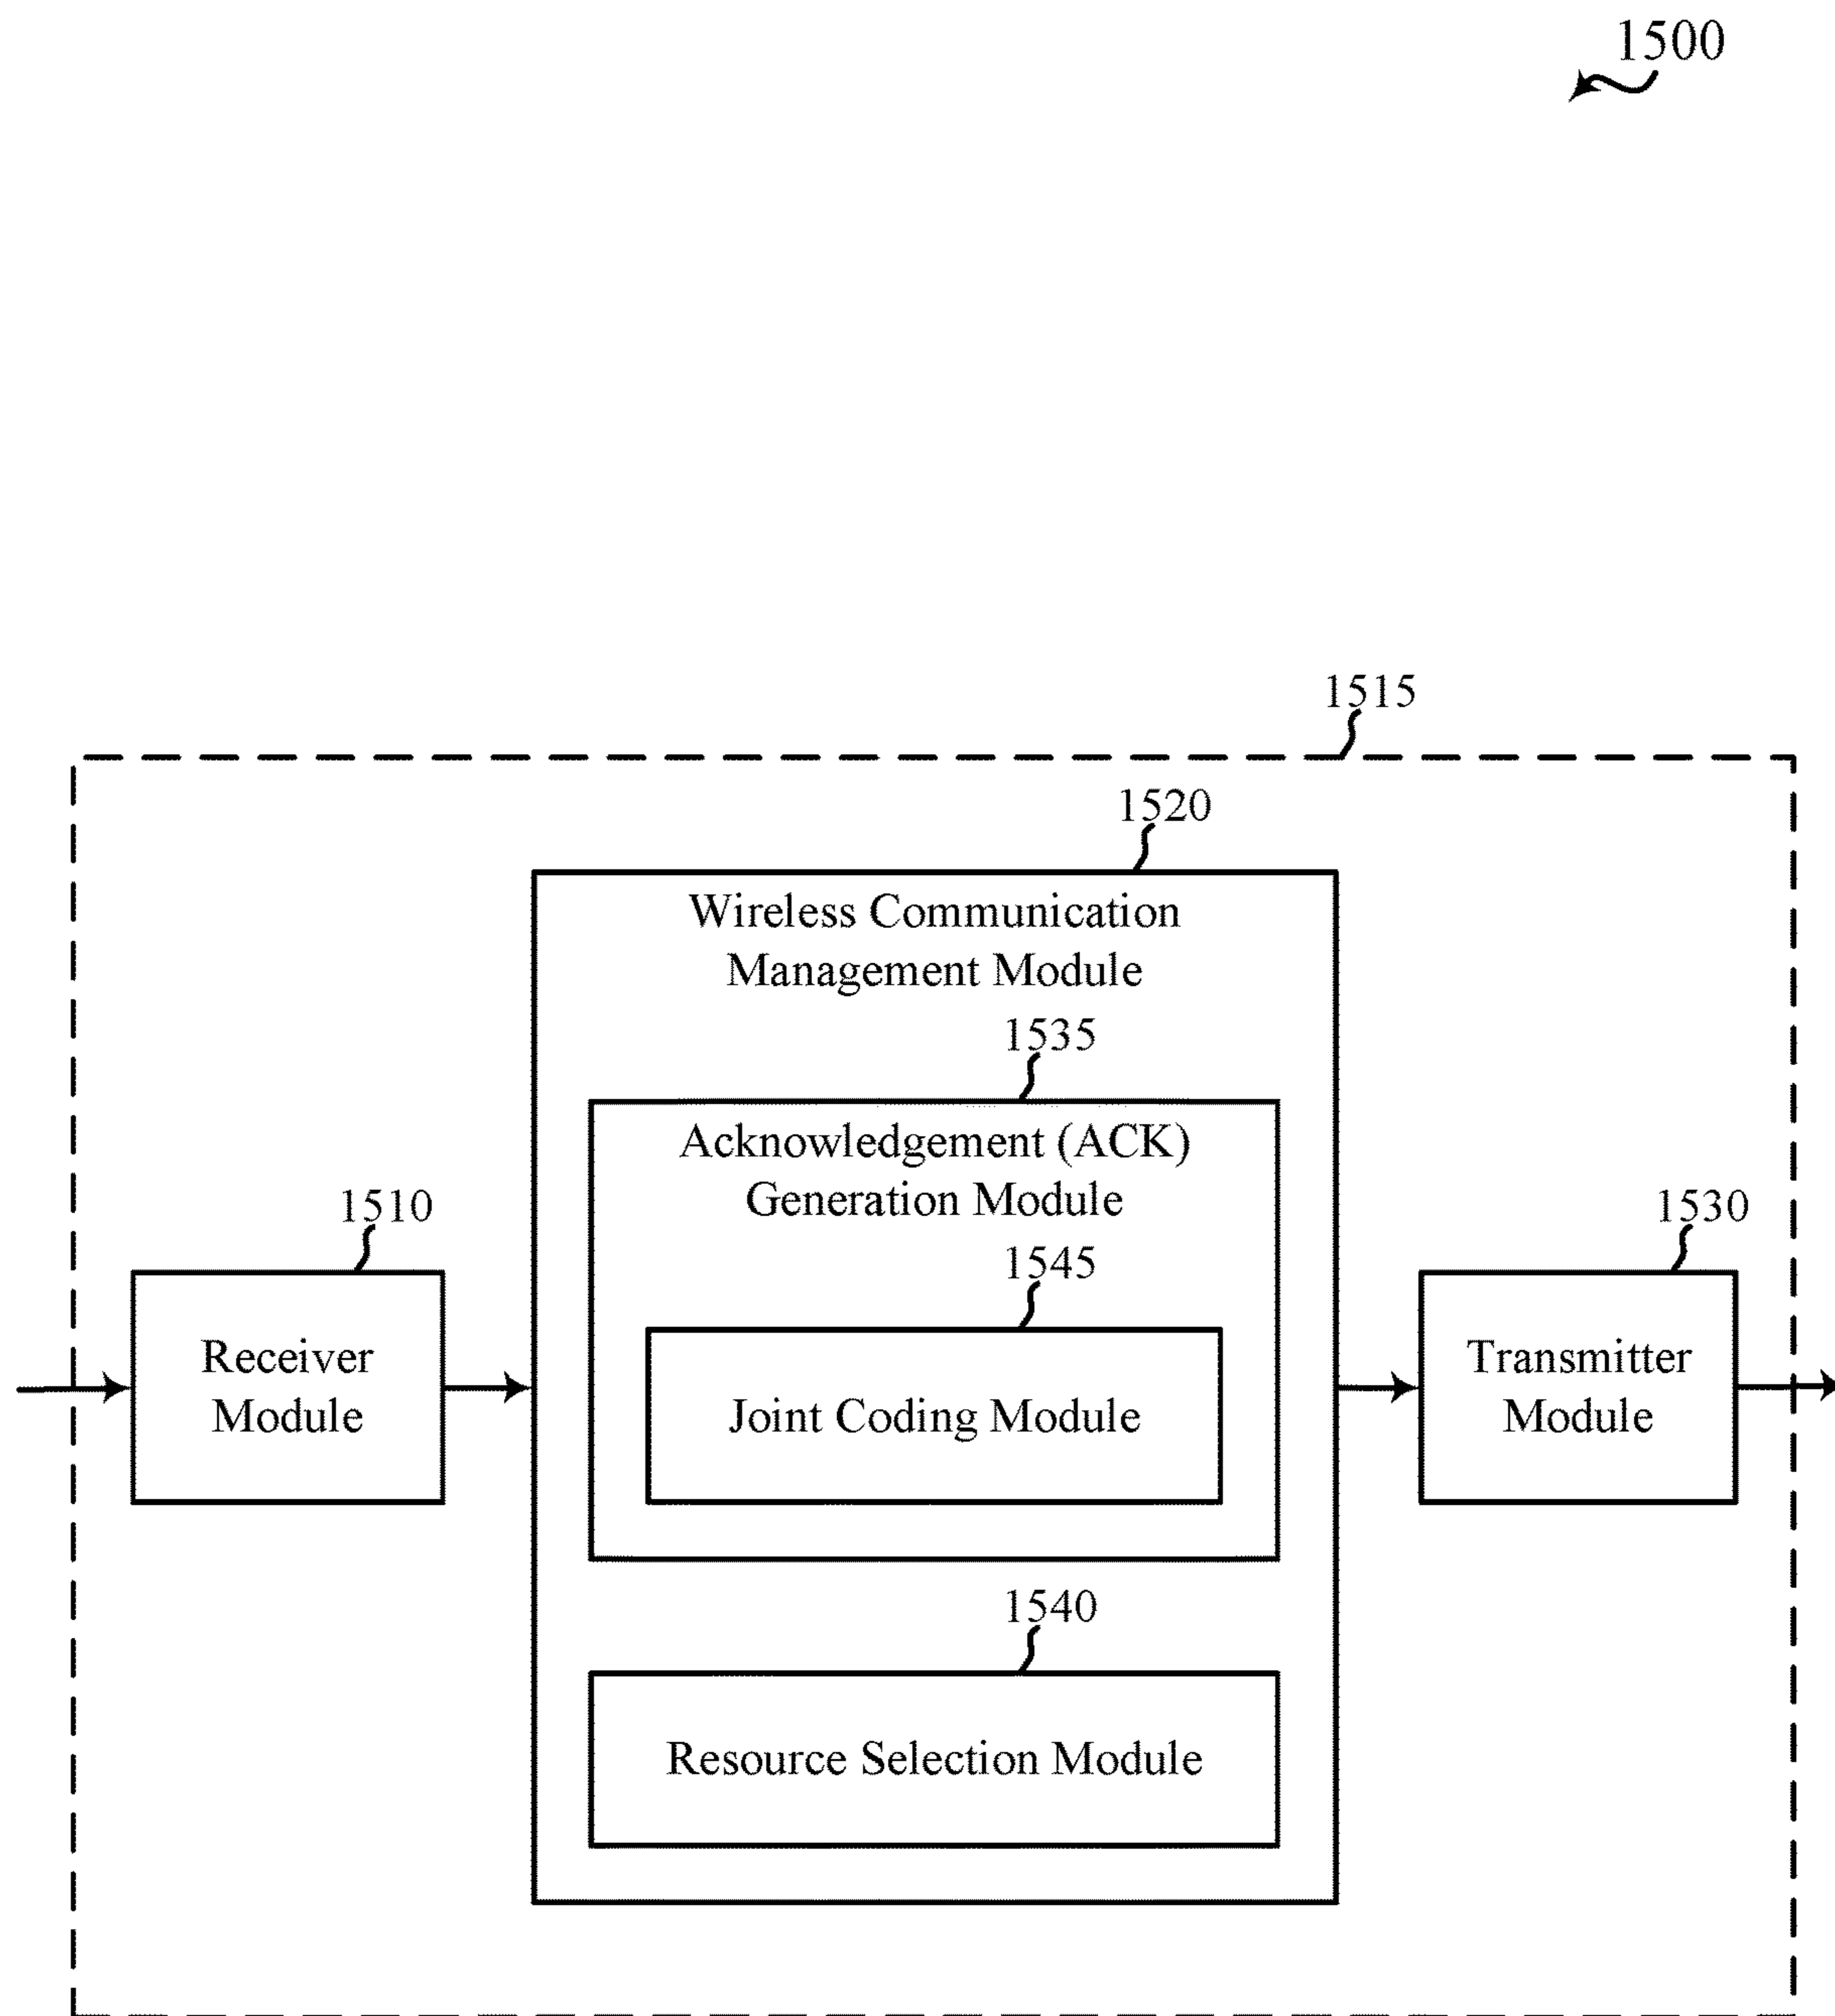 1500
1515
1520
Wireless Communication
Management Module
1535
Acknowledgement (ACK)
Generation Module
1510
1530
1545
Receiver
Module
Joint Coding Module
Transmitter
Module
1540
Resource Selection Module